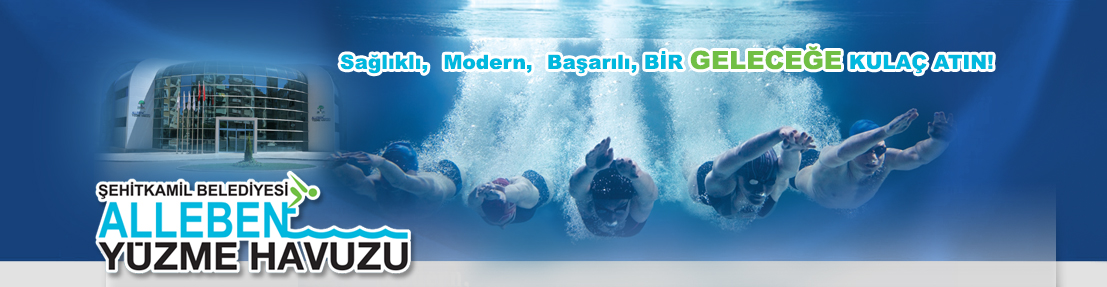 Sağlıklı, Modern, Başarılı, BİR GELECEĞE KULAÇ ATIN!
ŞEHİTKAMİL BELEDİYESİ
ALLEBEN
YÜZME HAVUZU